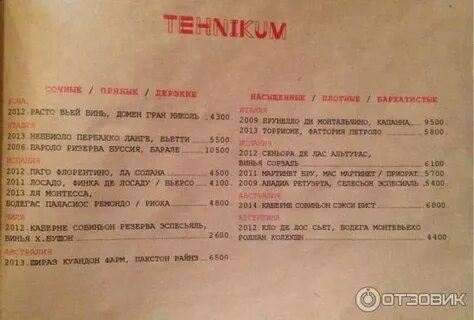 TEHNIKUM
СОЧНЫЕ / ПРЯНЫЕ / ДЕРЗКИЕ
РОНА
2012.РАСТО ВЬЕЙ ВИНЬ, ДОМЕН ГРАН НИКОЛЬ 4300
ИТАЛИЯ
2013.НЕББИОЛО ПЕРБАККО ЛАНГЕ, ВЬЕТТИ 5500
2006 БАРОЛО РИЗЕРВА БУССИЯ, БАРАЛЕ 10500
ИСПАНИЯ
2012 ПАГО ФЛОРЕНТИНО, ЛА СОЛАНА 4500
2011 ЛОСАДО, ФИНКА ДЕ ЛОСАДУ / БЬЕРСО 4100
2013.ЛЯ МОНТЕССА,
БОДЕГАС ПАЛАСИОС РЕМОНДО / РИОХА 4800
ЧИЛИ
2012.КАБЕРНЕ СОВИНЬОН РЕЗЕРВА ЭСПЕСЬЯЛЬ,
ВИНЬЯ Х.БУШОН 2600
АВСТРАЛИЯ
2013.ШИРАЗ КУАНДОН ФАРМ, ПАКСТОН ВАЙНЗ 6500
НАСЫЩЕННЫЕ / ПЛОТНЫЕ / БАРХАТИСТЫЕ
ИТАЛИЯ
2009 БРУНЕЛЛО ДИ МОНТАЛЬЧИНО, КАПАННА 9500
2013 ТОРРИОНЕ, ФАТТОРИЯ ПЕТРОЛО 5800
ИСПАНИЯ
2012.СЕНЬОРА ДЕ ЛАС АЛЬТУРАС,
ВИНЬЯ СОРЗАЛЬ 6100
2011 МАРТИНЕТ БРУ, МАС МАРТИНЕТ / ПРИОРАТ 5700
2009 АБАДИА РЕТУЭРТА, СЕЛЕСЬОН ЭСПЕСИАЛЬ 5400
АВСТРАЛИЯ
2014 КАБЕРНЕ СОВИНЬОН СЭКСИ БИСТ 6000
АРГЕНТИНА
2012 КЛО ДЕ ЛОС СЬЕТ, БОДЕГА МОНТЕВЬЕХО
РОЛЛАН КОЛЕКШН 4400
ОТЗОВИК